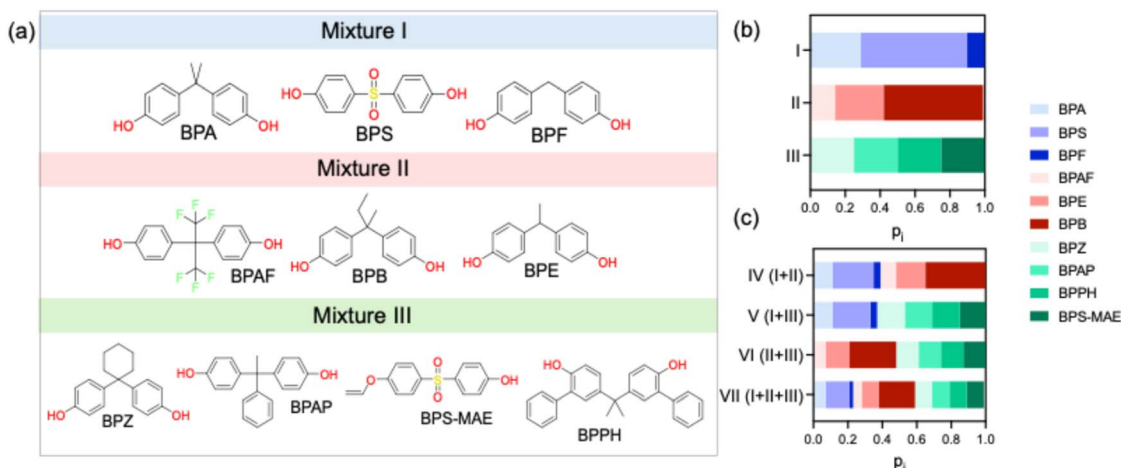 (a)
Mixture I
HO
OH
BPA
HO
O
S
O
OH
BPS
HO
OH
BPF
Mixture II
HO
F
F
F
F
F
F
OH
BPAF
HO
OH
BPB
HO
OH
BPE
Mixture III
HO
OH
BPZ
HO
OH
BPAP
O
O
S
O
OH
BPS-MAE
HO
OH
BPPH
(b)
I
II
III
0.0 0.2 0.4 0.6 0.8 1.0
pi
(c)
IV (I+II)
V (I+III)
VI (II+III)
VII (I+II+III)
0.0 0.2 0.4 0.6 0.8 1.0
pi
BPA
BPS
BPF
BPAF
BPE
BPB
BPZ
BPAP
BPPH
BPS-MAE